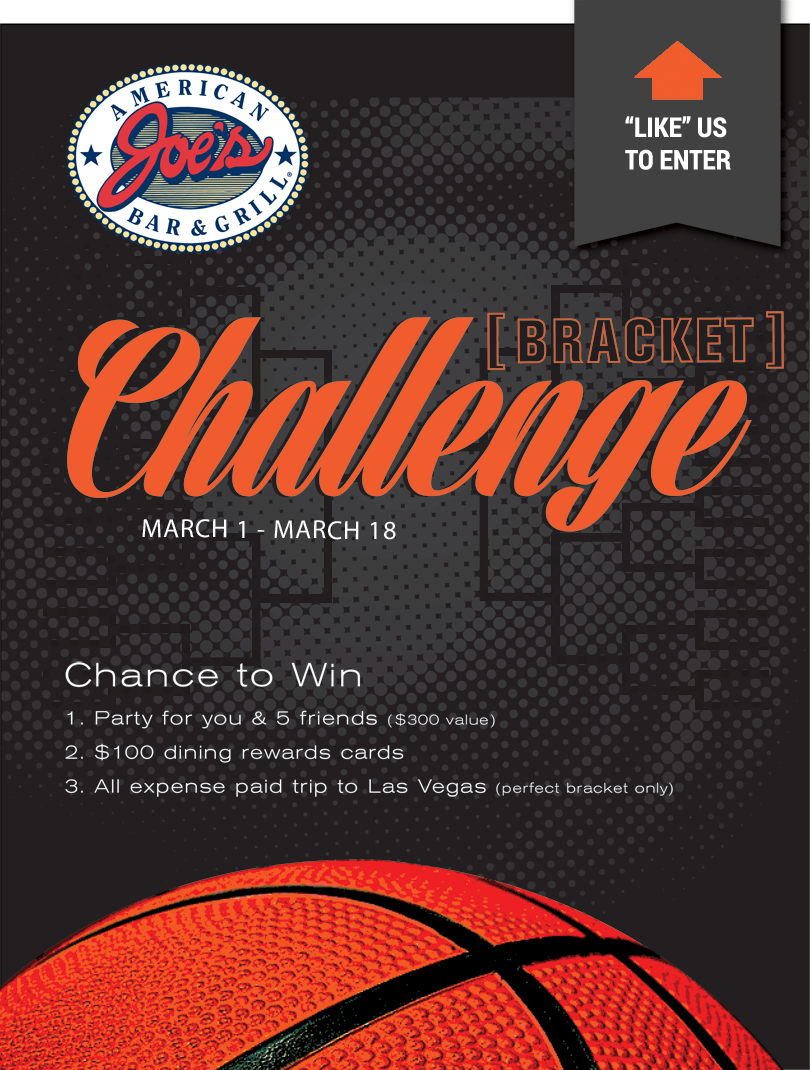 AMERICAN
Joe's
BAR & GRILL®
“LIKE” US
TO ENTER
[BRACKET]
Challenge
MARCH 1 - MARCH 18
Chance to Win
1. Party for you & 5 friends ($300 value)
2. $100 dining rewards cards
3. All expense paid trip to Las Vegas (perfect bracket only)